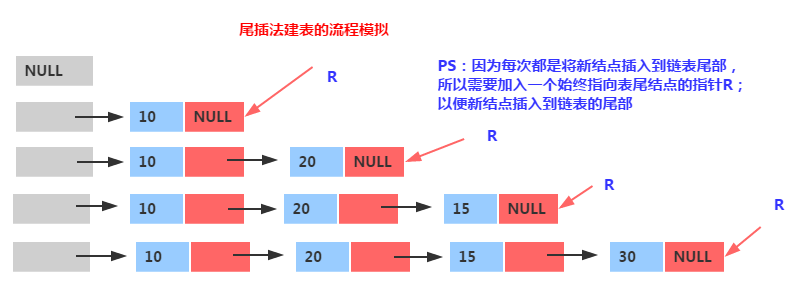 尾插法建表的流程模拟
NULL
R
PS：因为每次都是将新结点插入到链表尾部，
所以需要加入一个始终指向表尾结点的指针R；
以便新结点插入到链表的尾部
10 NULL
R
10 20 NULL
R
10 20 15 NULL
R
10 20 15 30 NULL